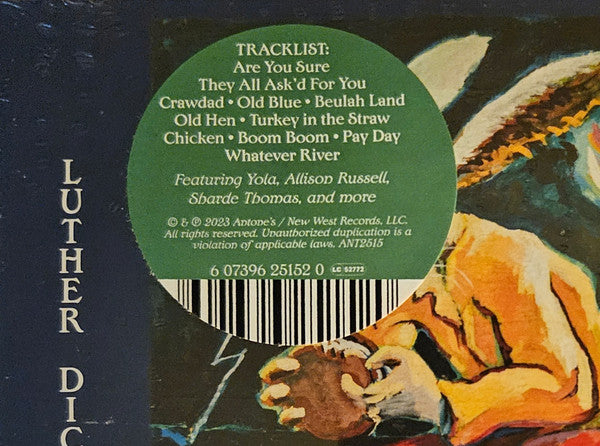 TRACKLIST:
Are You Sure
They All Ask'd For You
Crawdad • Old Blue • Beulah Land
Old Hen • Turkey in the Straw
Chicken • Boom Boom • Pay Day
Whatever River
Featuring Yola, Allison Russell,
Sharde Thomas, and more
© & ℗ 2023 Antone's / New West Records, LLC.
All rights reserved. Unauthorized duplication is a
violation of applicable laws. ANT2515
6 07396 25152 0 LC 52772
LUTHER DIC